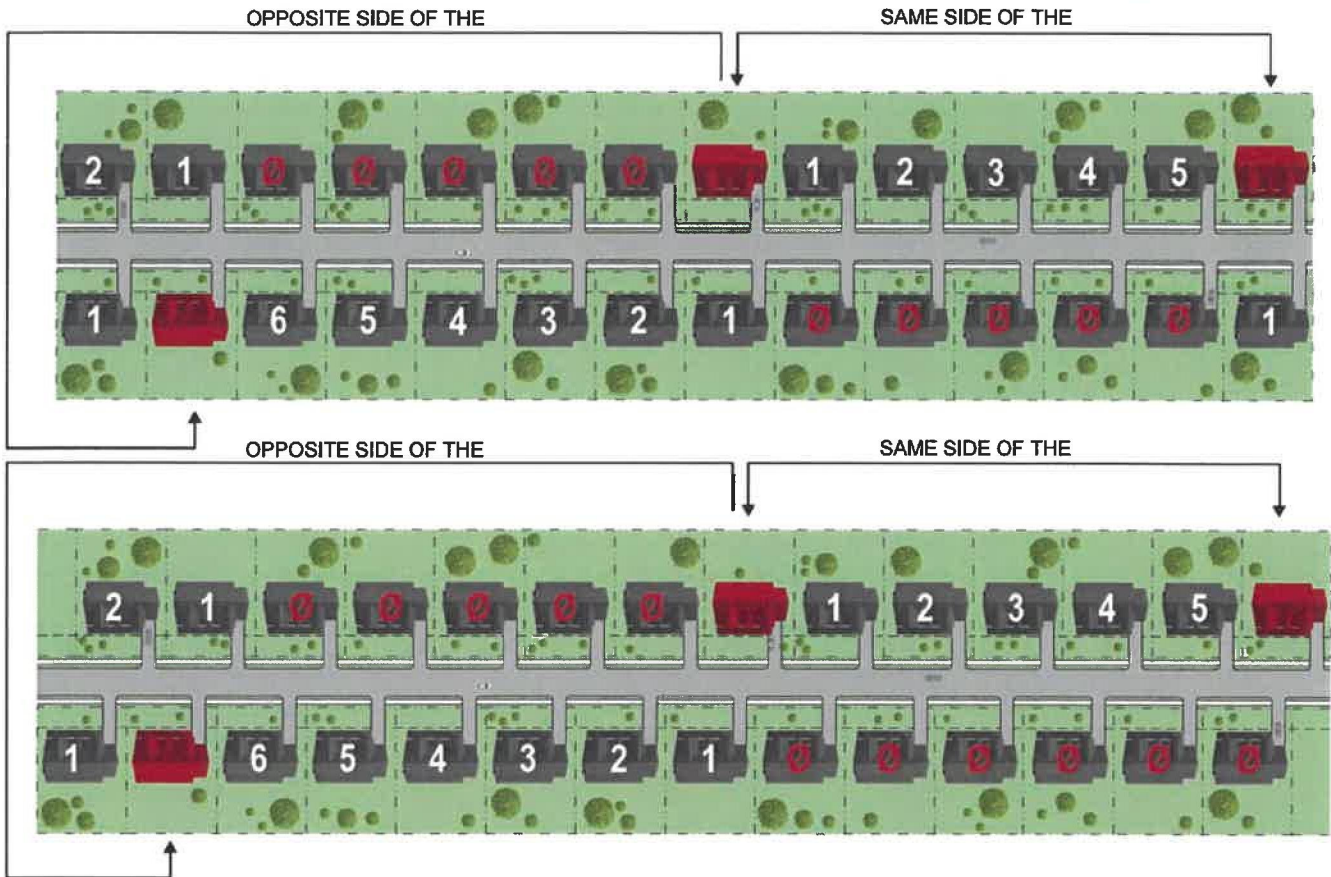 OPPOSITE SIDE OF THE SAME SIDE OF THE
2 1 Ø Ø Ø Ø Ø 1 2 3 4 5
1 6 5 4 3 2 1 Ø Ø Ø Ø Ø 1
OPPOSITE SIDE OF THE SAME SIDE OF THE
2 1 Ø Ø Ø Ø Ø 1 2 3 4 5
1 6 5 4 3 2 1 Ø Ø Ø Ø Ø Ø